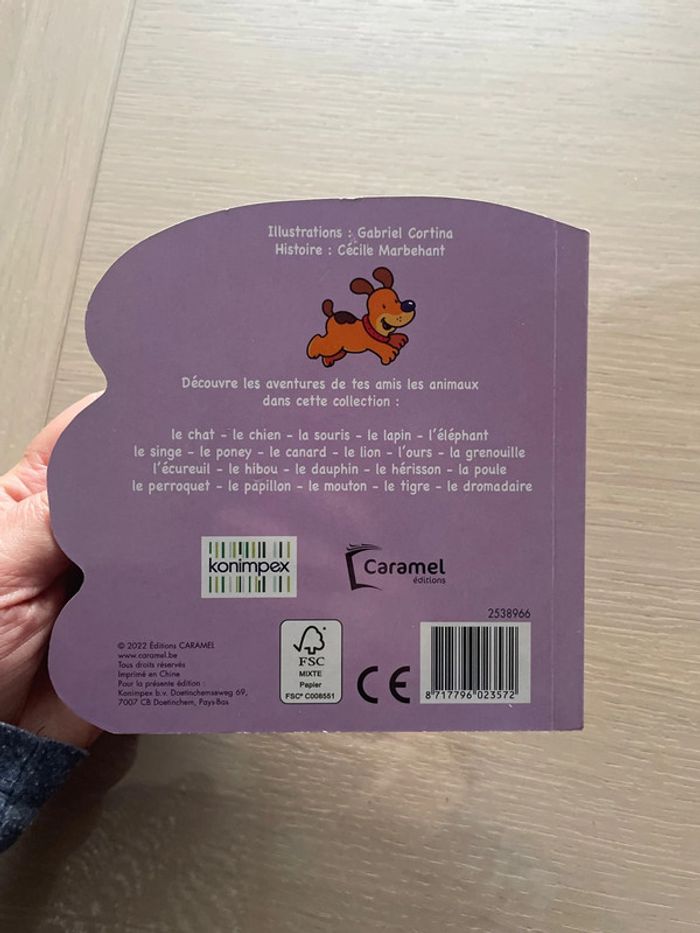 Illustrations : Gabriel Cortina
Histoire : Cécile Marbehant
Découvre les aventures de tes amis les animaux
dans cette collection :
le chat - le chien - la souris - le lapin - l'éléphant
le singe - le poney - le canard - le lion - l'ours - la grenouille
l'écureuil - le hibou - le dauphin - le hérisson - la poule
le perroquet - le papillon - le mouton - le tigre - le dromadaire
konimpex
Caramel
éditions
2538966
© 2022 Éditions CARAMEL
www.caramel.be
Tous droits réservés
Imprimé en Chine
Pour la présente édition :
Konimpex b.v. Doetinchemseweg 69,
7007 CB Doetinchem, Pays-Bas
FSC
MIXTE
Papier
FSC® C008551
CE
8 717796 023572